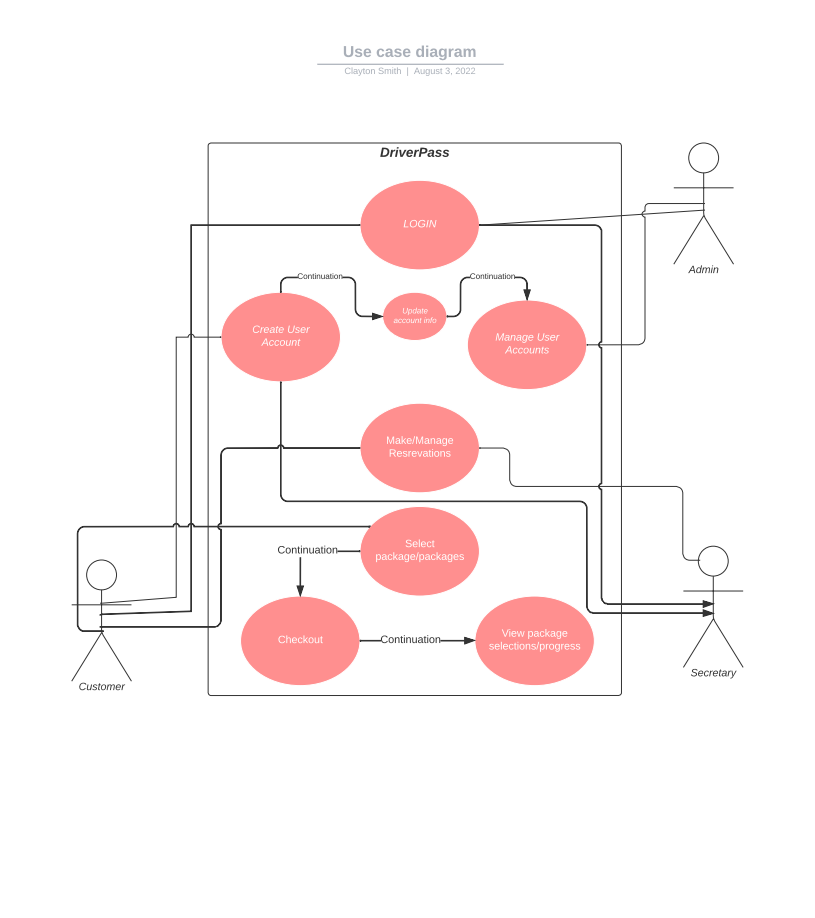 Use case diagram
Clayton Smith | August 3, 2022
DriverPass
LOGIN
Admin
Continuation
Continuation
Update
account info
Create User
Account
Manage User
Accounts
Make/Manage
Resrevations
Select
package/packages
Continuation
Checkout
Continuation
View package
selections/progress
Customer
Secretary